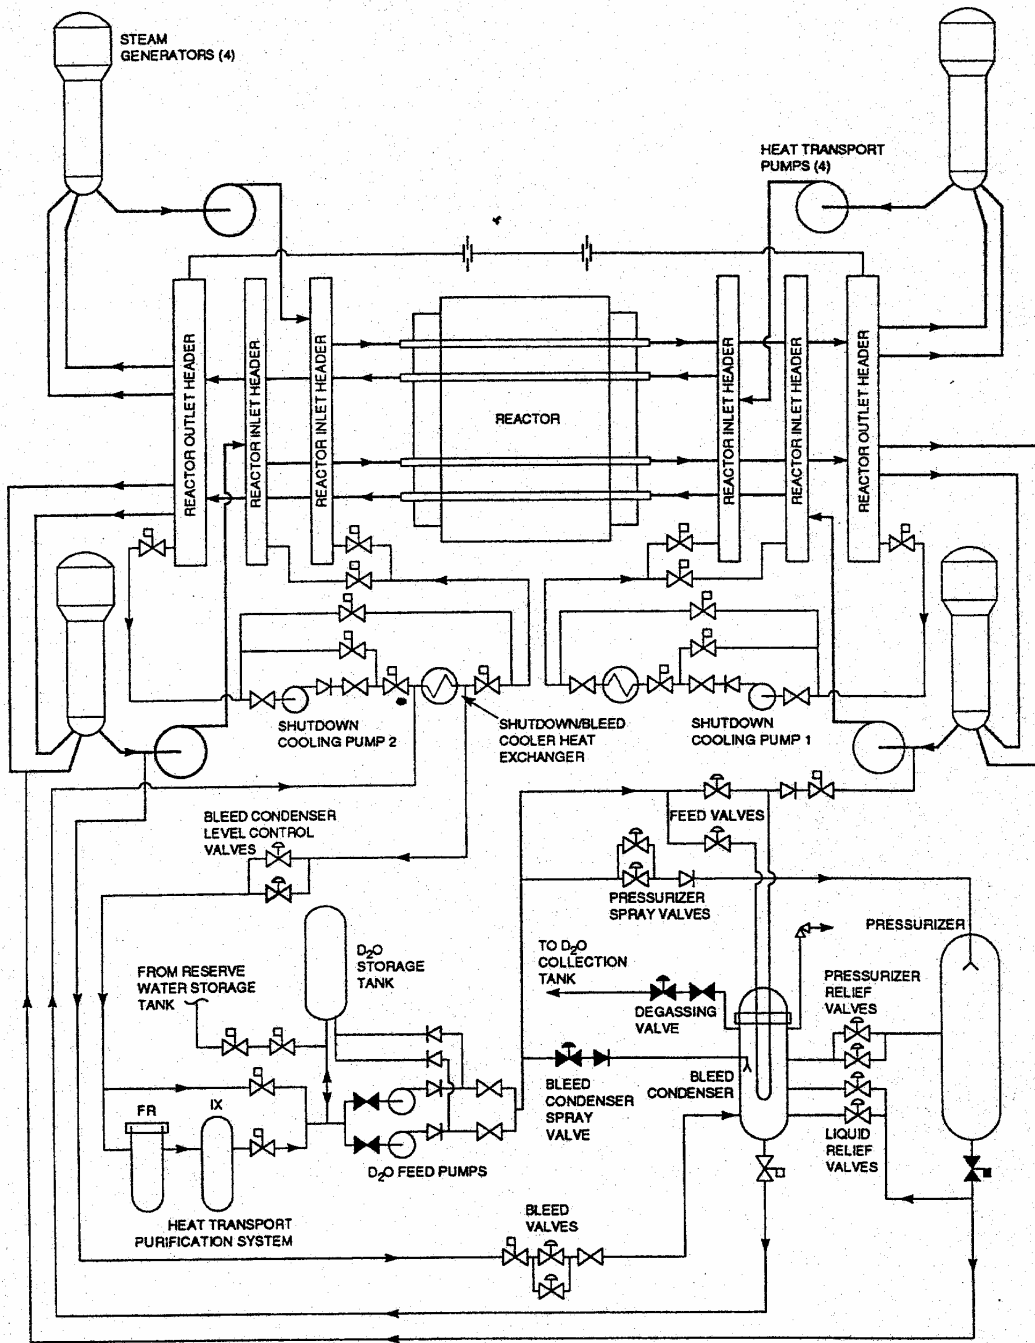 STEAM
GENERATORS (4)
HEAT TRANSPORT
PUMPS (4)
REACTOR OUTLET HEADER
REACTOR INLET HEADER
REACTOR INLET HEADER
REACTOR
REACTOR INLET HEADER
REACTOR INLET HEADER
REACTOR OUTLET HEADER
SHUTDOWN
COOLING PUMP 2
SHUTDOWN/BLEED
COOLER HEAT
EXCHANGER
SHUTDOWN
COOLING PUMP 1
BLEED CONDENSER
LEVEL CONTROL
VALVES
FEED VALVES
PRESSURIZER
SPRAY VALVES
PRESSURIZER
D₂O
STORAGE
TANK
TO D₂O
COLLECTION
TANK
FROM RESERVE
WATER STORAGE
TANK
DEGASSING
VALVE
PRESSURIZER
RELIEF
VALVES
BLEED
CONDENSER
BLEED
CONDENSER
SPRAY
VALVE
LIQUID
RELIEF
VALVES
FR
IX
D₂O FEED PUMPS
HEAT TRANSPORT
PURIFICATION SYSTEM
BLEED
VALVES